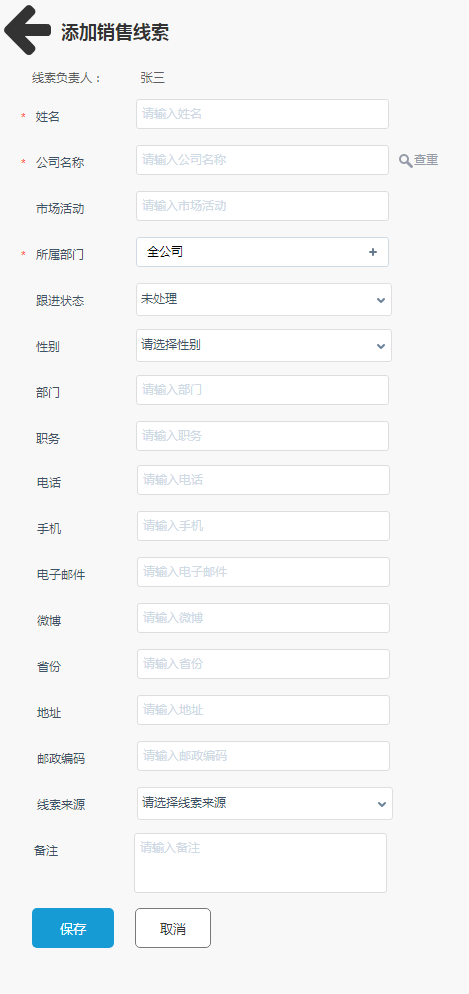 添加销售线索
线索负责人： 张三
* 姓名 请输入姓名
* 公司名称 请输入公司名称 查重
市场活动 请输入市场活动
* 所属部门 全公司 +
跟进状态 未处理
性别 请选择性别
部门 请输入部门
职务 请输入职务
电话 请输入电话
手机 请输入手机
电子邮件 请输入电子邮件
微博 请输入微博
省份 请输入省份
地址 请输入地址
邮政编码 请输入邮政编码
线索来源 请选择线索来源
备注 请输入备注
保存 取消